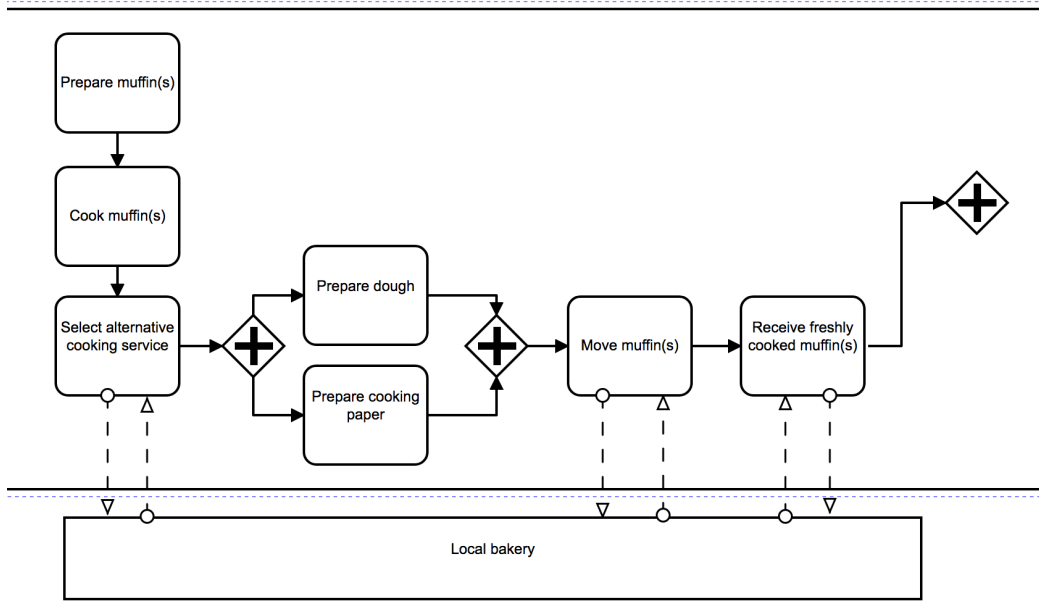 Prepare muffin(s)
Cook muffin(s)
Select alternative
cooking service
Prepare dough
Prepare cooking
paper
Move muffin(s)
Receive freshly
cooked muffin(s)
Local bakery